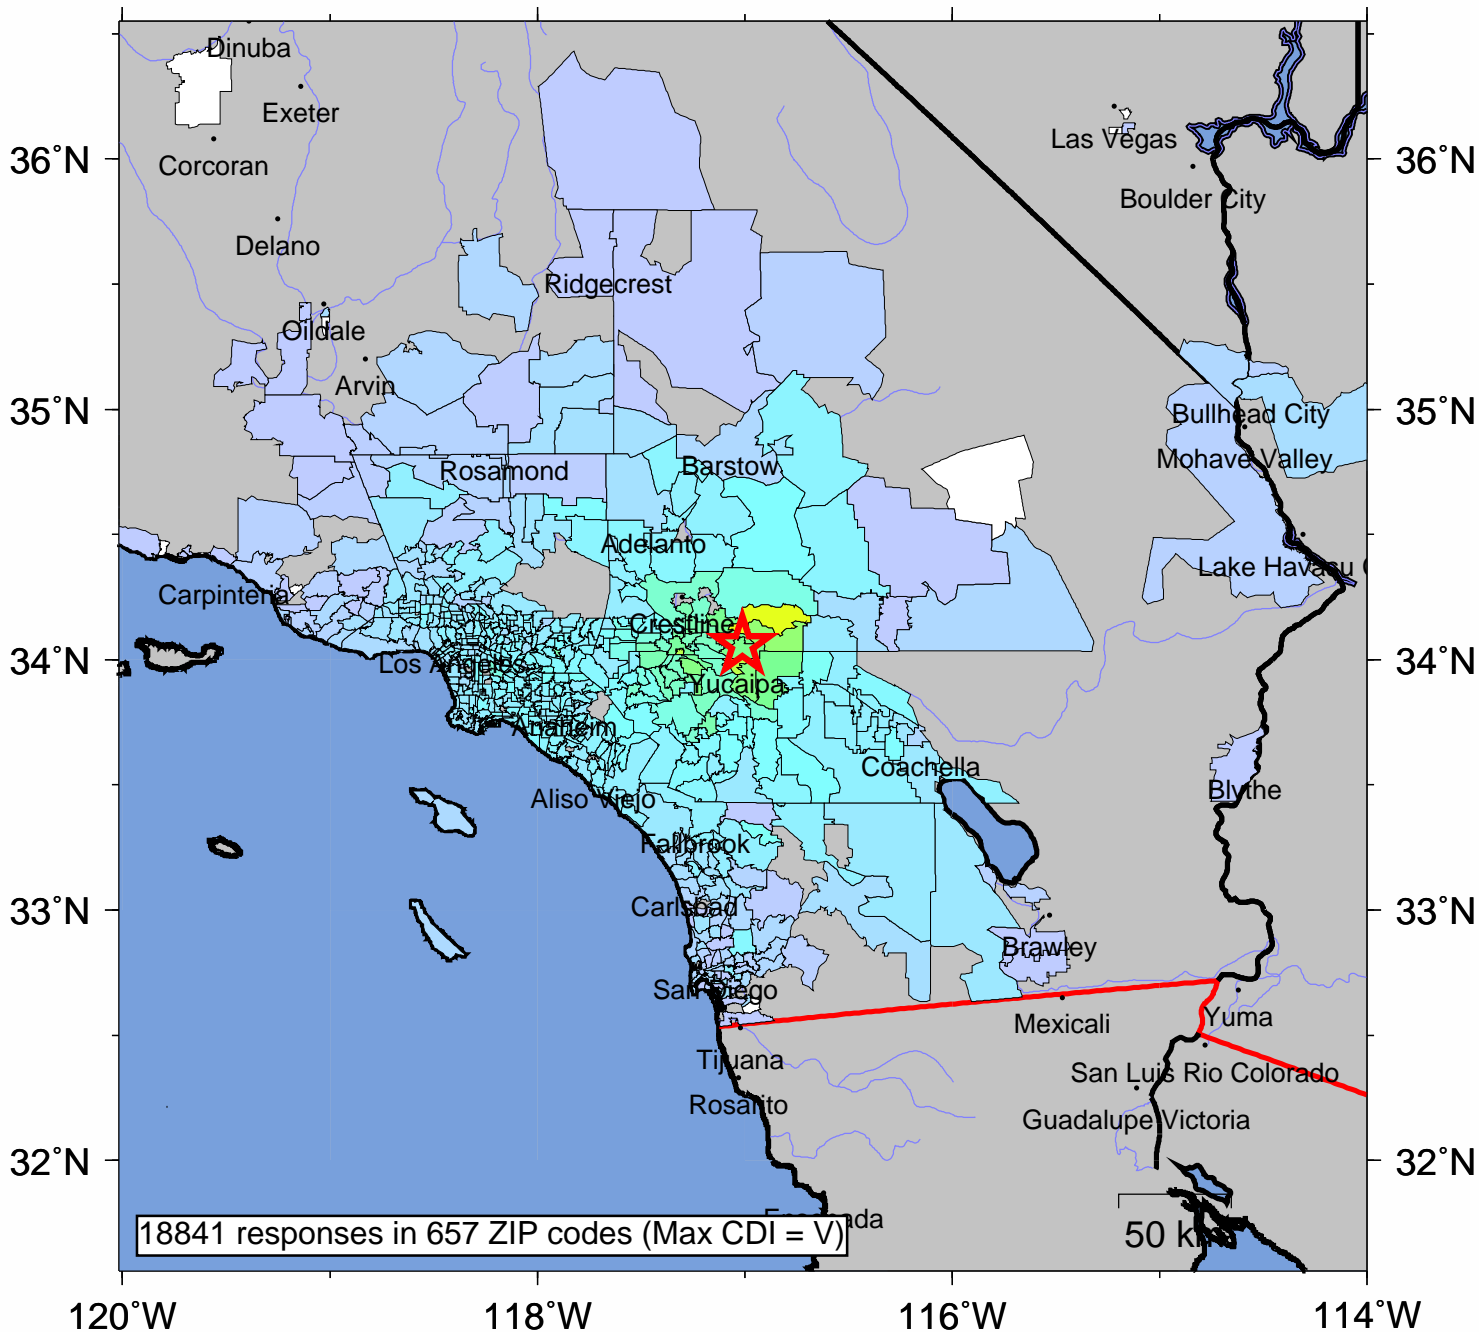 Dinuba
Exeter
Corcoran
Las Vegas
36°N
36°N
Boulder City
Delano
Ridgecrest
Oildale
Arvin
35°N
35°N
Bullhead City
Mohave Valley
Rosamond
Barstow
Adelanto
Lake Havasu C
Carpinteria
Crestline
34°N
34°N
Los Angeles
Yucaipa
Anaheim
Coachella
Aliso Viejo
Blythe
Fallbrook
33°N
33°N
Carlsbad
Brawley
San Diego
Mexicali
Yuma
Tijuana
San Luis Rio Colorado
Rosarito
Guadalupe Victoria
32°N
32°N
Ensenada
18841 responses in 657 ZIP codes (Max CDI = V)
50 km
120°W
118°W
116°W
114°W